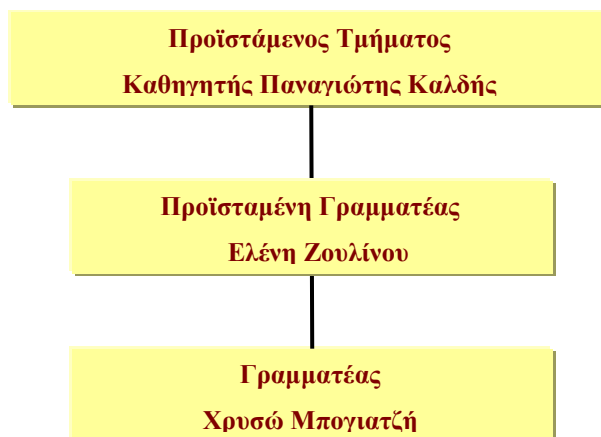 Προϊστάμενος Τμήματος
Καθηγητής Παναγιώτης Καλδής
Προϊσταμένη Γραμματέας
Ελένη Ζουλίνου
Γραμματέας
Χρυσώ Μπογιατζή